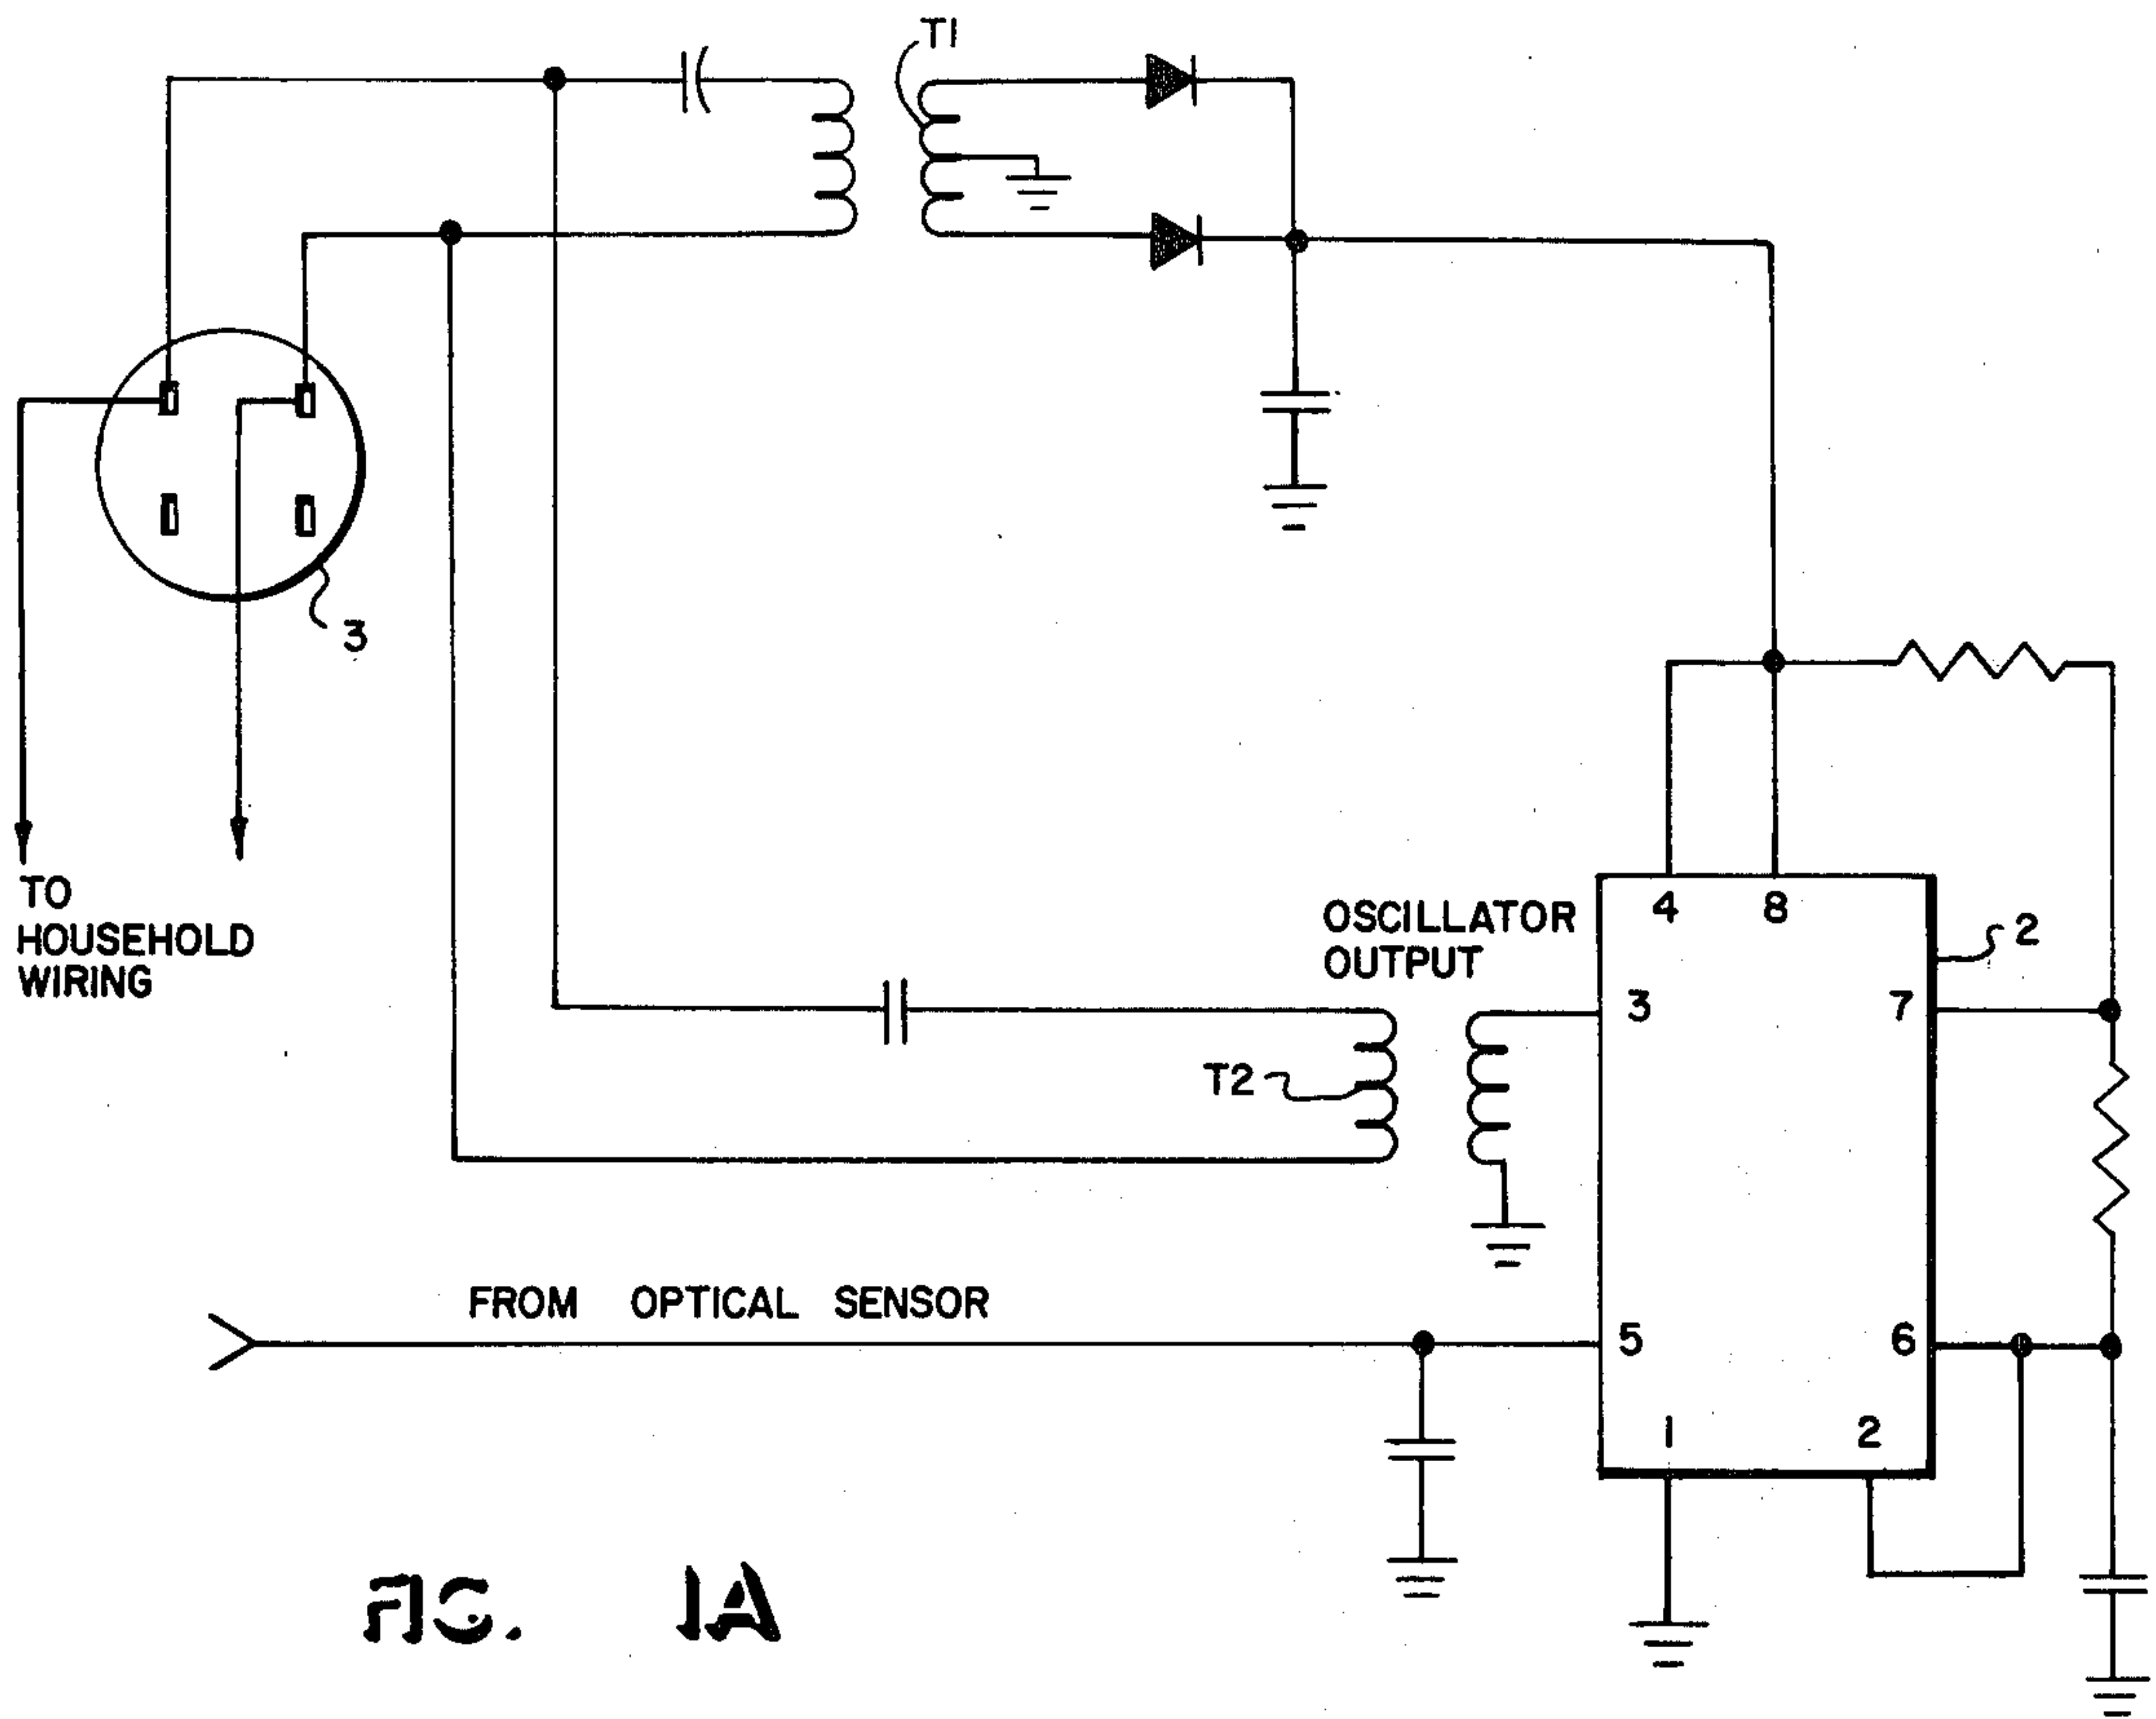 T1
3
TO
HOUSEHOLD
WIRING
OSCILLATOR
OUTPUT
4 8
2
3 7
T2
FROM OPTICAL SENSOR
5 6
1 2
FIG. 1A